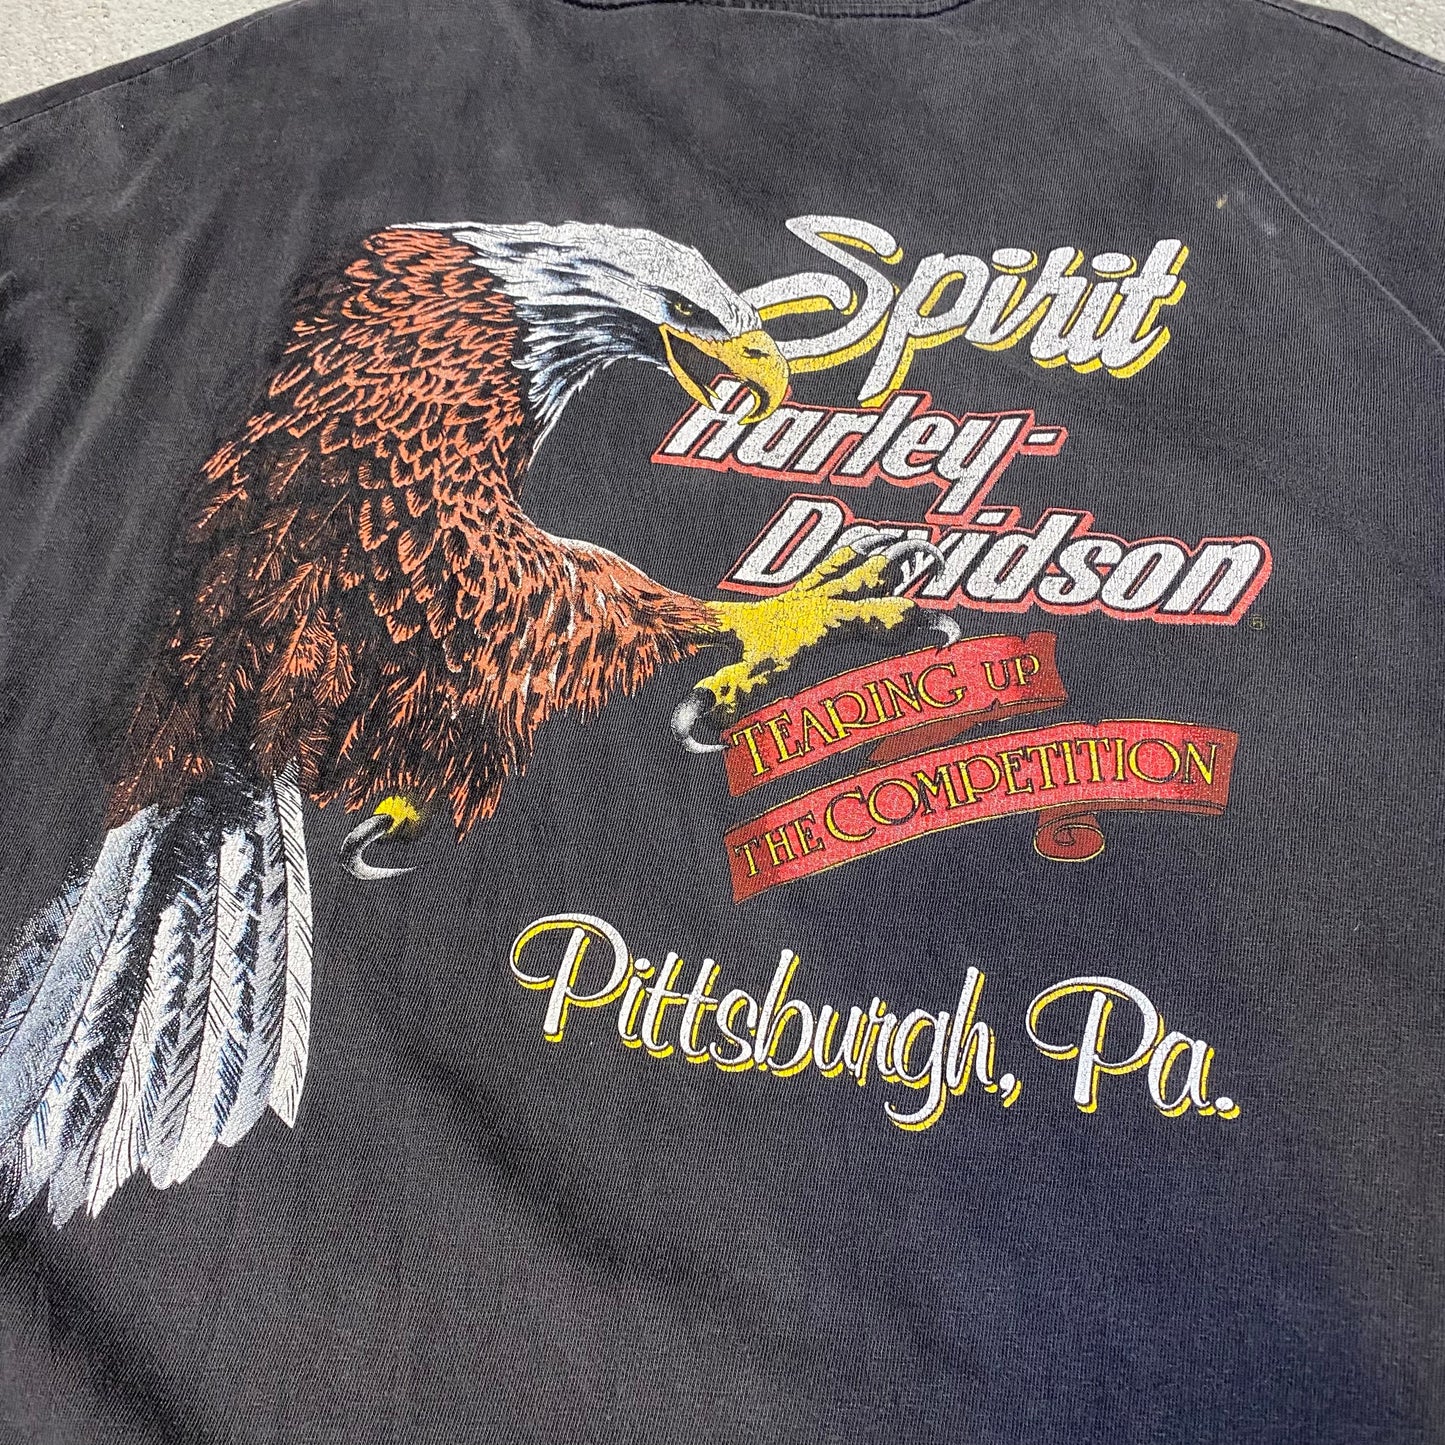 Spirit
Harley-
Davidson ®
TEARING UP
THE COMPETITION
Pittsburgh, Pa.